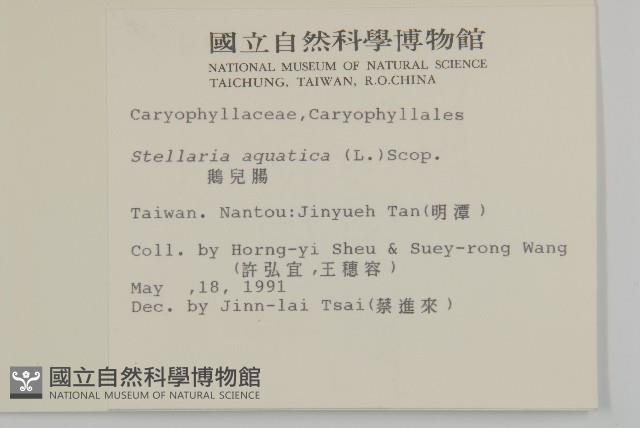 國立自然科學博物館
NATIONAL MUSEUM OF NATURAL SCIENCE
TAICHUNG, TAIWAN, R.O.CHINA
Caryophyllaceae,Caryophyllales
Stellaria aquatica (L.)Scop.
鵝兒腸
Taiwan. Nantou:Jinyueh Tan(明潭)
Coll. by Horng-yi Sheu & Suey-rong Wang
(許弘宜,王穗容)
May ,18, 1991
Dec. by Jinn-lai Tsai(蔡進來)
國立自然科學博物館
NATIONAL MUSEUM OF NATURAL SCIENCE